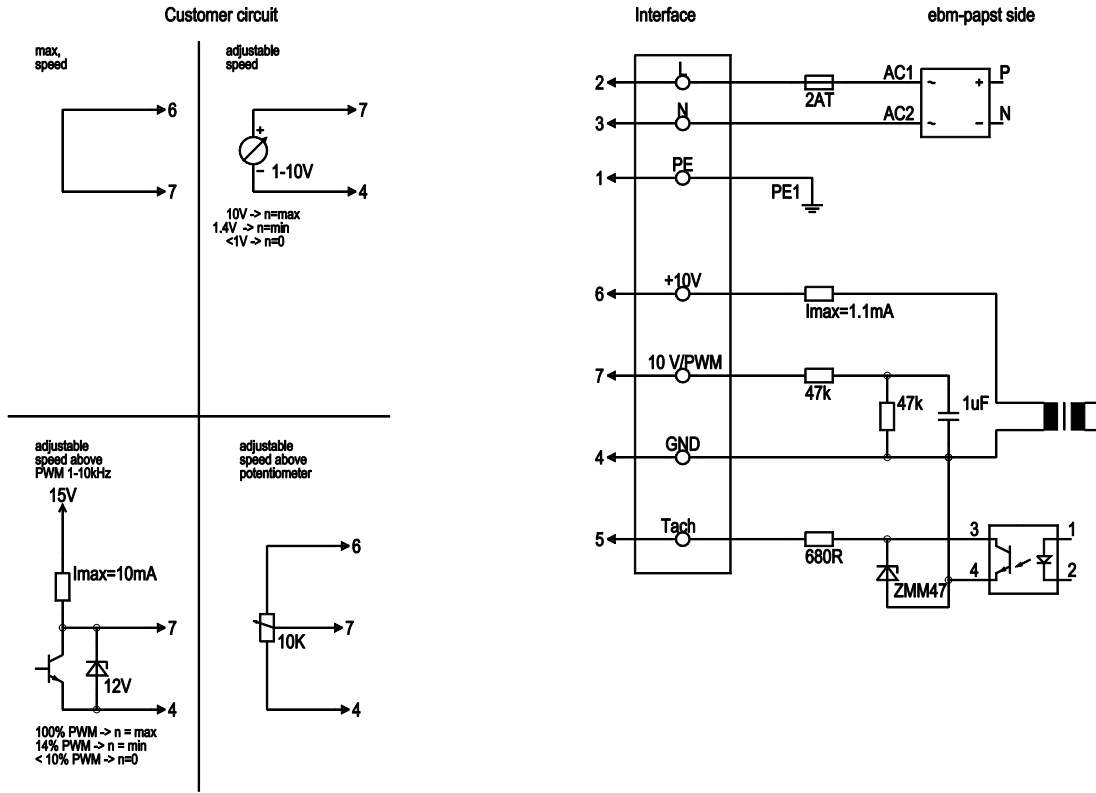 Customer circuit
max,
speed
6
7
adjustable
speed
7
+
− 1-10V
4
10V -> n=max
1.4V -> n=min
<1V -> n=0
adjustable
speed above
PWM 1-10kHz
15V
Imax=10mA
7
12V
4
100% PWM -> n = max
14% PWM -> n = min
< 10% PWM -> n=0
adjustable
speed above
potentiometer
6
7
10K
4
Interface
ebm-papst side
2
L
2AT
AC1
~
+
P
3
N
AC2
~
−
N
1
PE
PE1
6
+10V
Imax=1.1mA
7
10 V/PWM
47k
47k
1uF
4
GND
5
Tach
680R
ZMM47
3
4
1
2